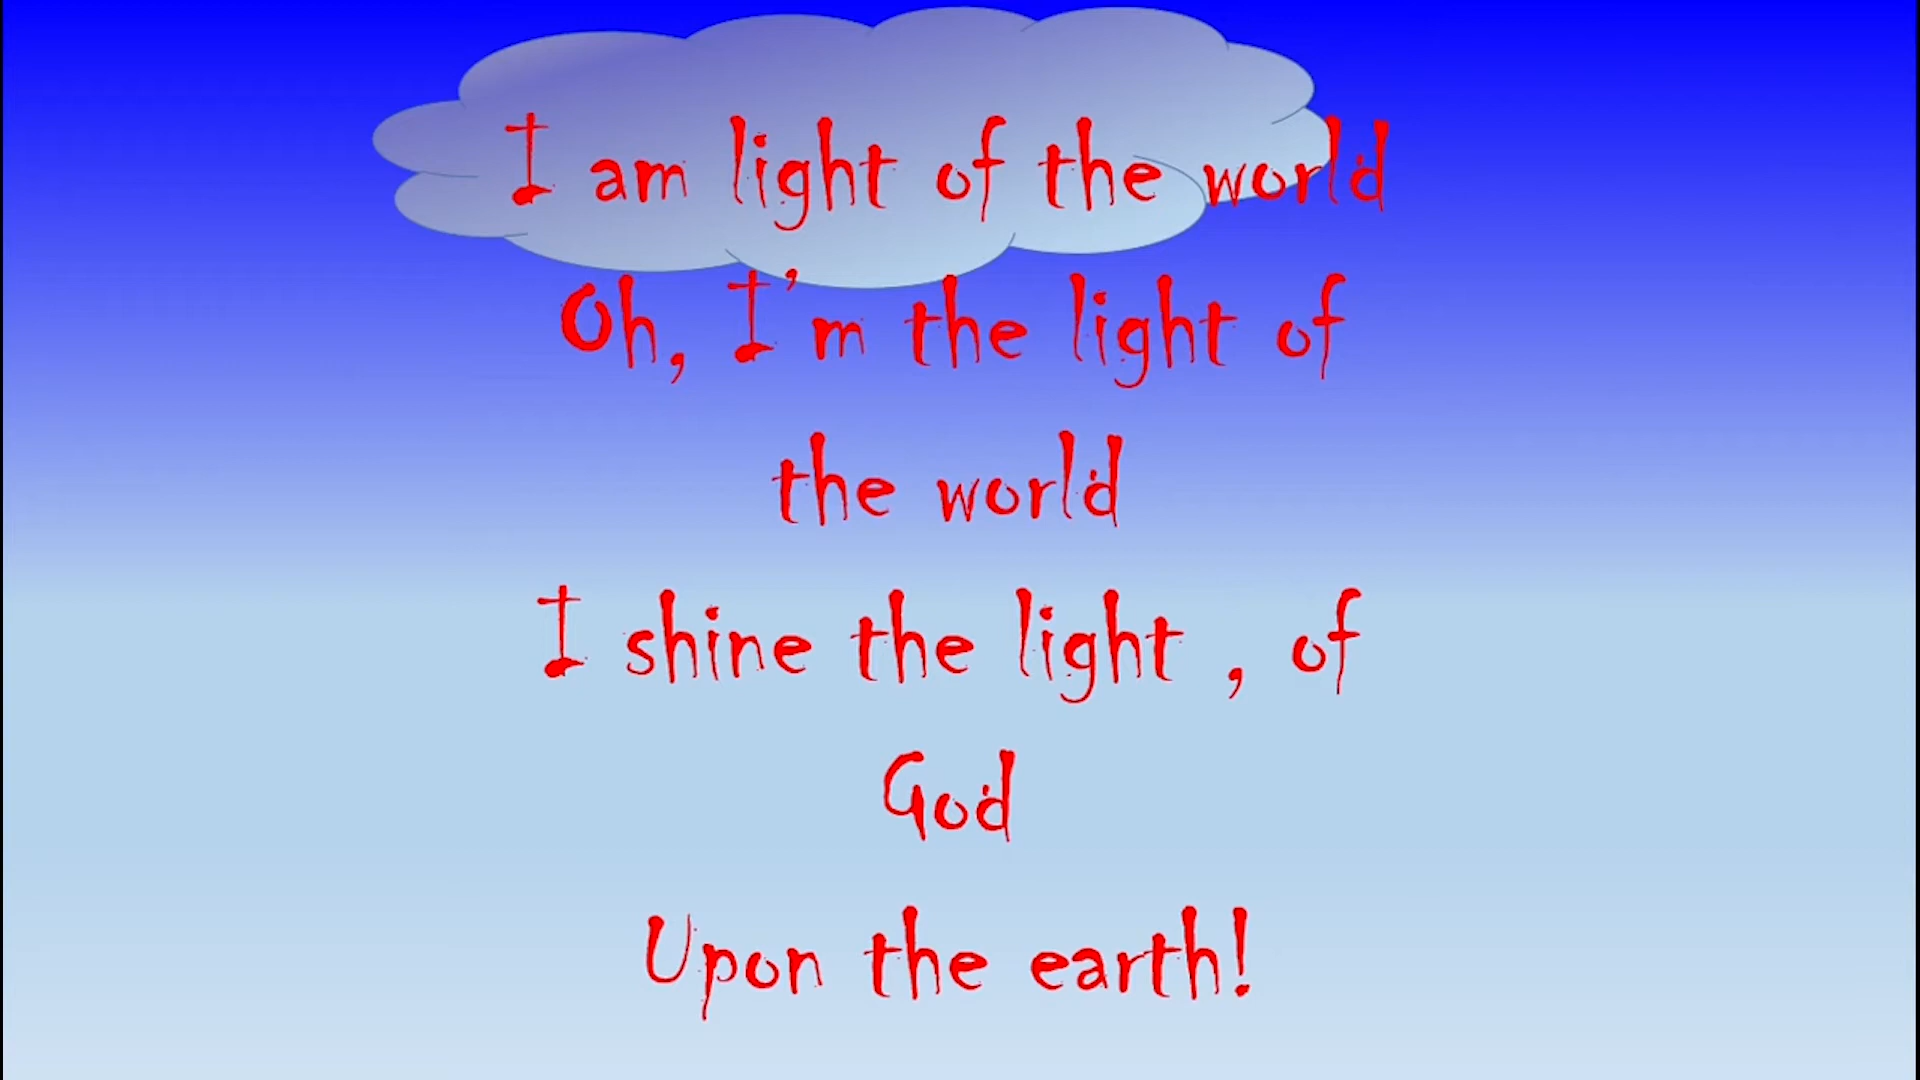 I am light of the world
Oh, I'm the light of
the world
I shine the light , of
God
Upon the earth!